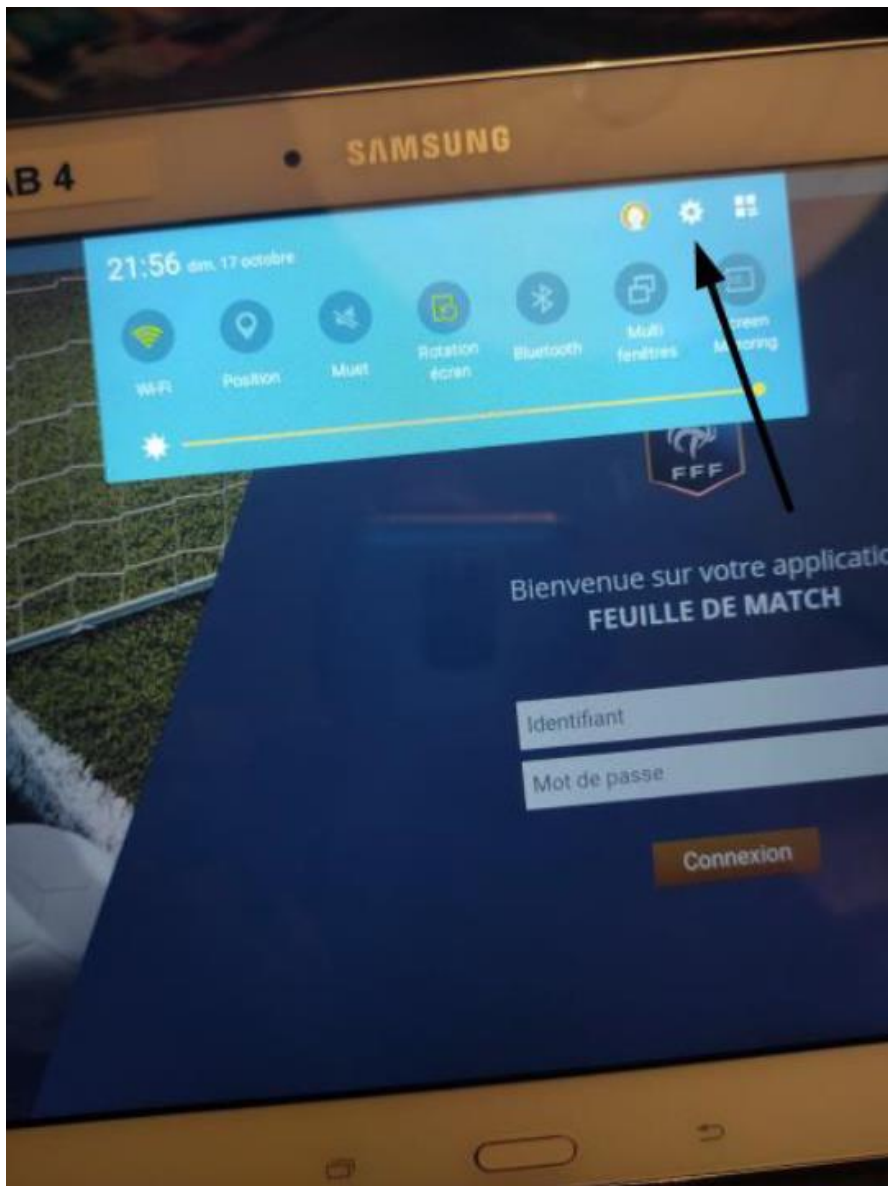 SAMSUNG
AB 4
21:56 dim. 17 octobre
Wi-Fi
Position
Muet
Rotation
écran
Bluetooth
Multi
fenêtres
Screen
Mirroring
FFF
Bienvenue sur votre applicatio
FEUILLE DE MATCH
Identifiant
Mot de passe
Connexion